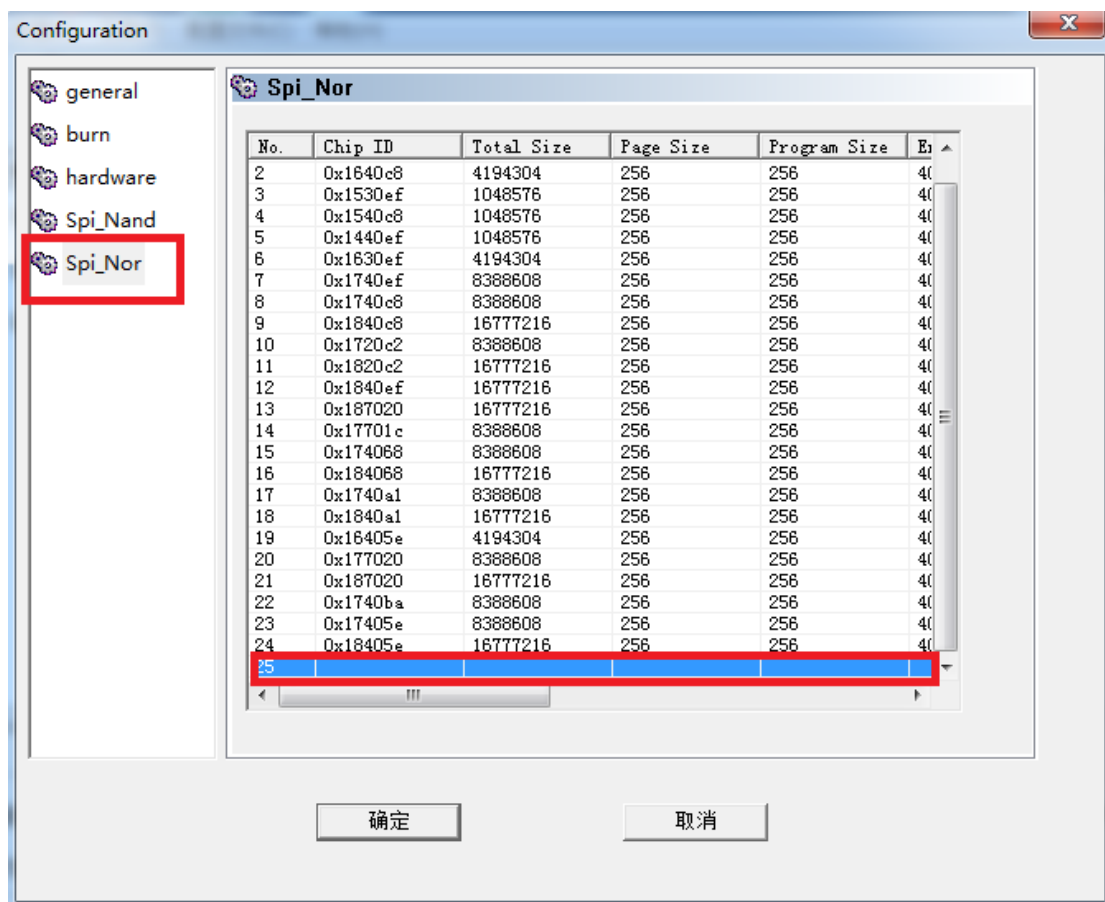 Configuration
general
burn
hardware
Spi_Nand
Spi_Nor
Spi_Nor
No. Chip ID Total Size Page Size Program Size
2 0x1640c8 4194304 256 256
3 0x1530ef 1048576 256 256
4 0x1540c8 1048576 256 256
5 0x1440ef 1048576 256 256
6 0x1630ef 4194304 256 256
7 0x1740ef 8388608 256 256
8 0x1740c8 8388608 256 256
9 0x1840c8 16777216 256 256
10 0x1720c2 8388608 256 256
11 0x1820c2 16777216 256 256
12 0x1840ef 16777216 256 256
13 0x187020 16777216 256 256
14 0x17701c 8388608 256 256
15 0x174068 8388608 256 256
16 0x184068 16777216 256 256
17 0x1740a1 8388608 256 256
18 0x1840a1 16777216 256 256
19 0x16405e 4194304 256 256
20 0x177020 8388608 256 256
21 0x187020 16777216 256 256
22 0x1740ba 8388608 256 256
23 0x17405e 8388608 256 256
24 0x18405e 16777216 256 256
25
确定
取消